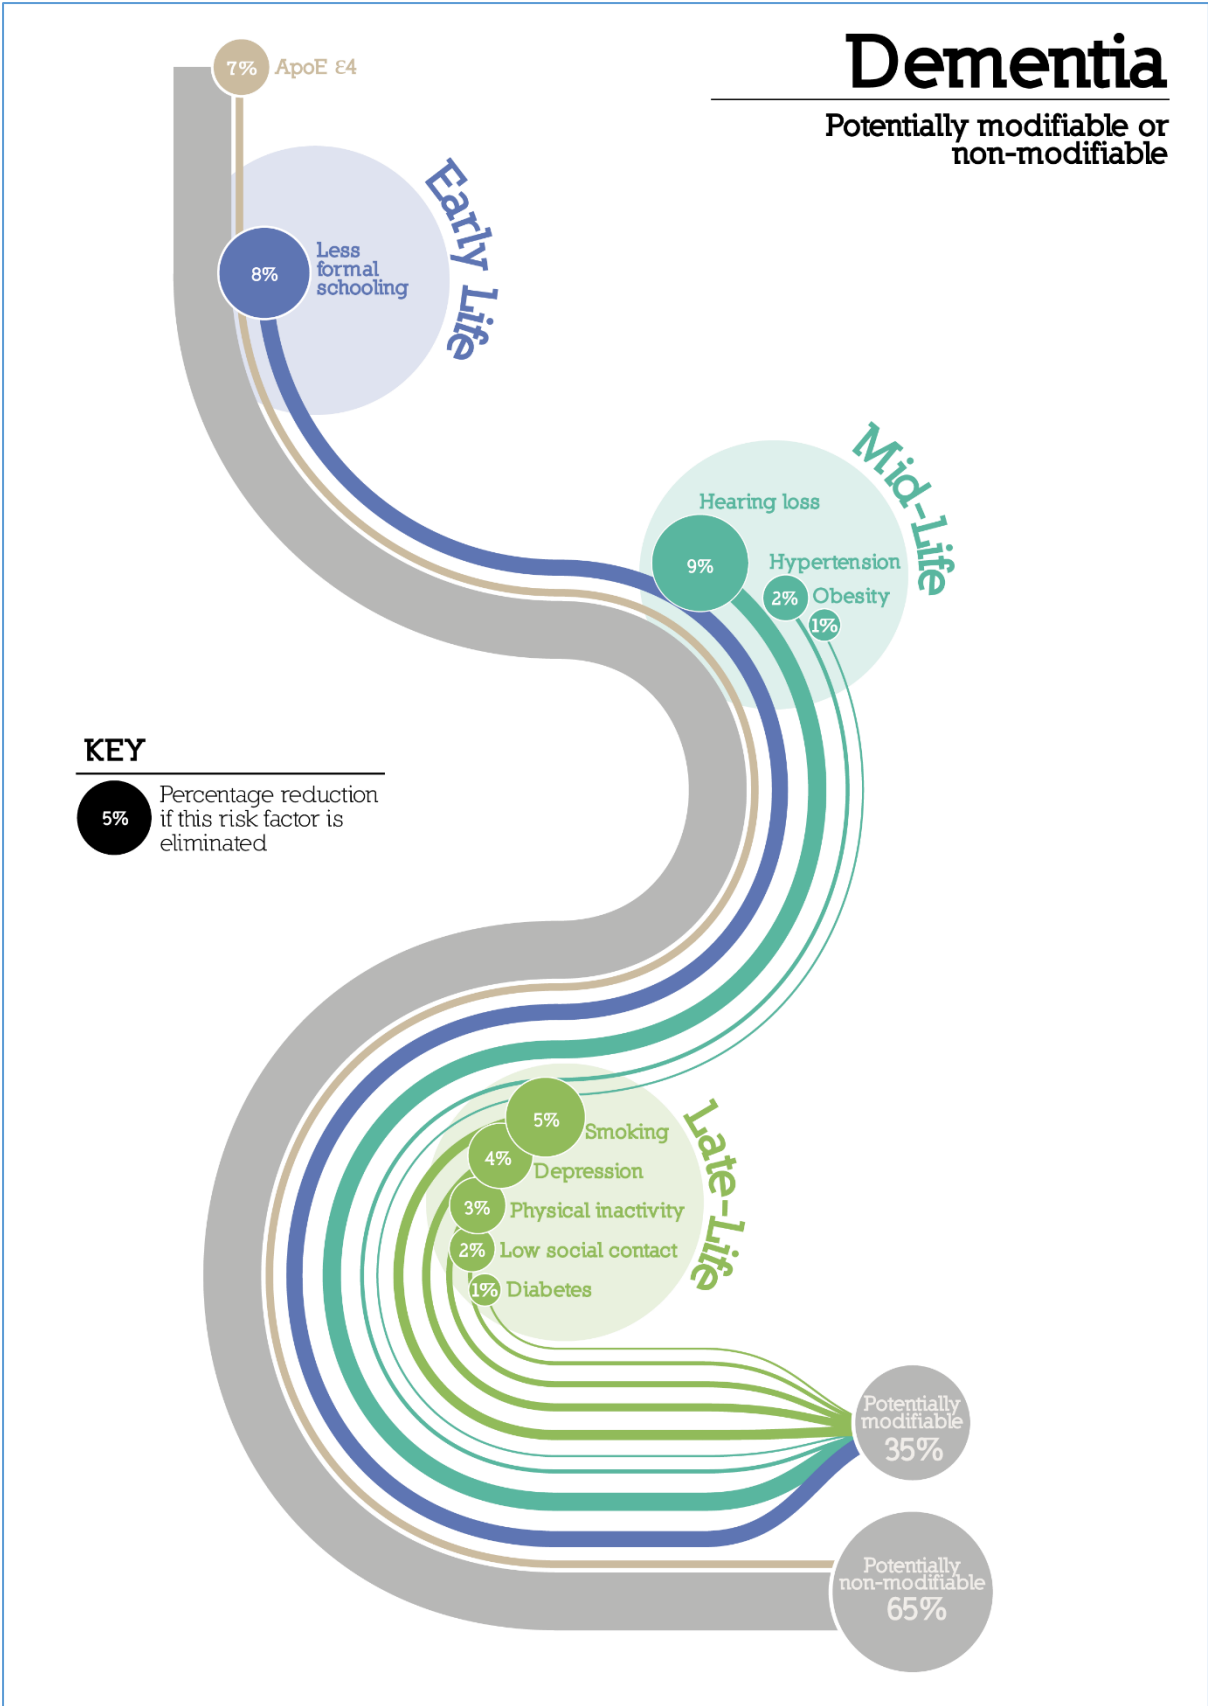 Dementia
Potentially modifiable or
non-modifiable
7% ApoE ε4
Early Life
8%
Less
formal
schooling
Mid-Life
Hearing loss
9%
Hypertension
2%
Obesity
1%
KEY
5%
Percentage reduction
if this risk factor is
eliminated
Late-Life
5%
Smoking
4%
Depression
3%
Physical inactivity
2%
Low social contact
1%
Diabetes
Potentially
modifiable
35%
Potentially
non-modifiable
65%